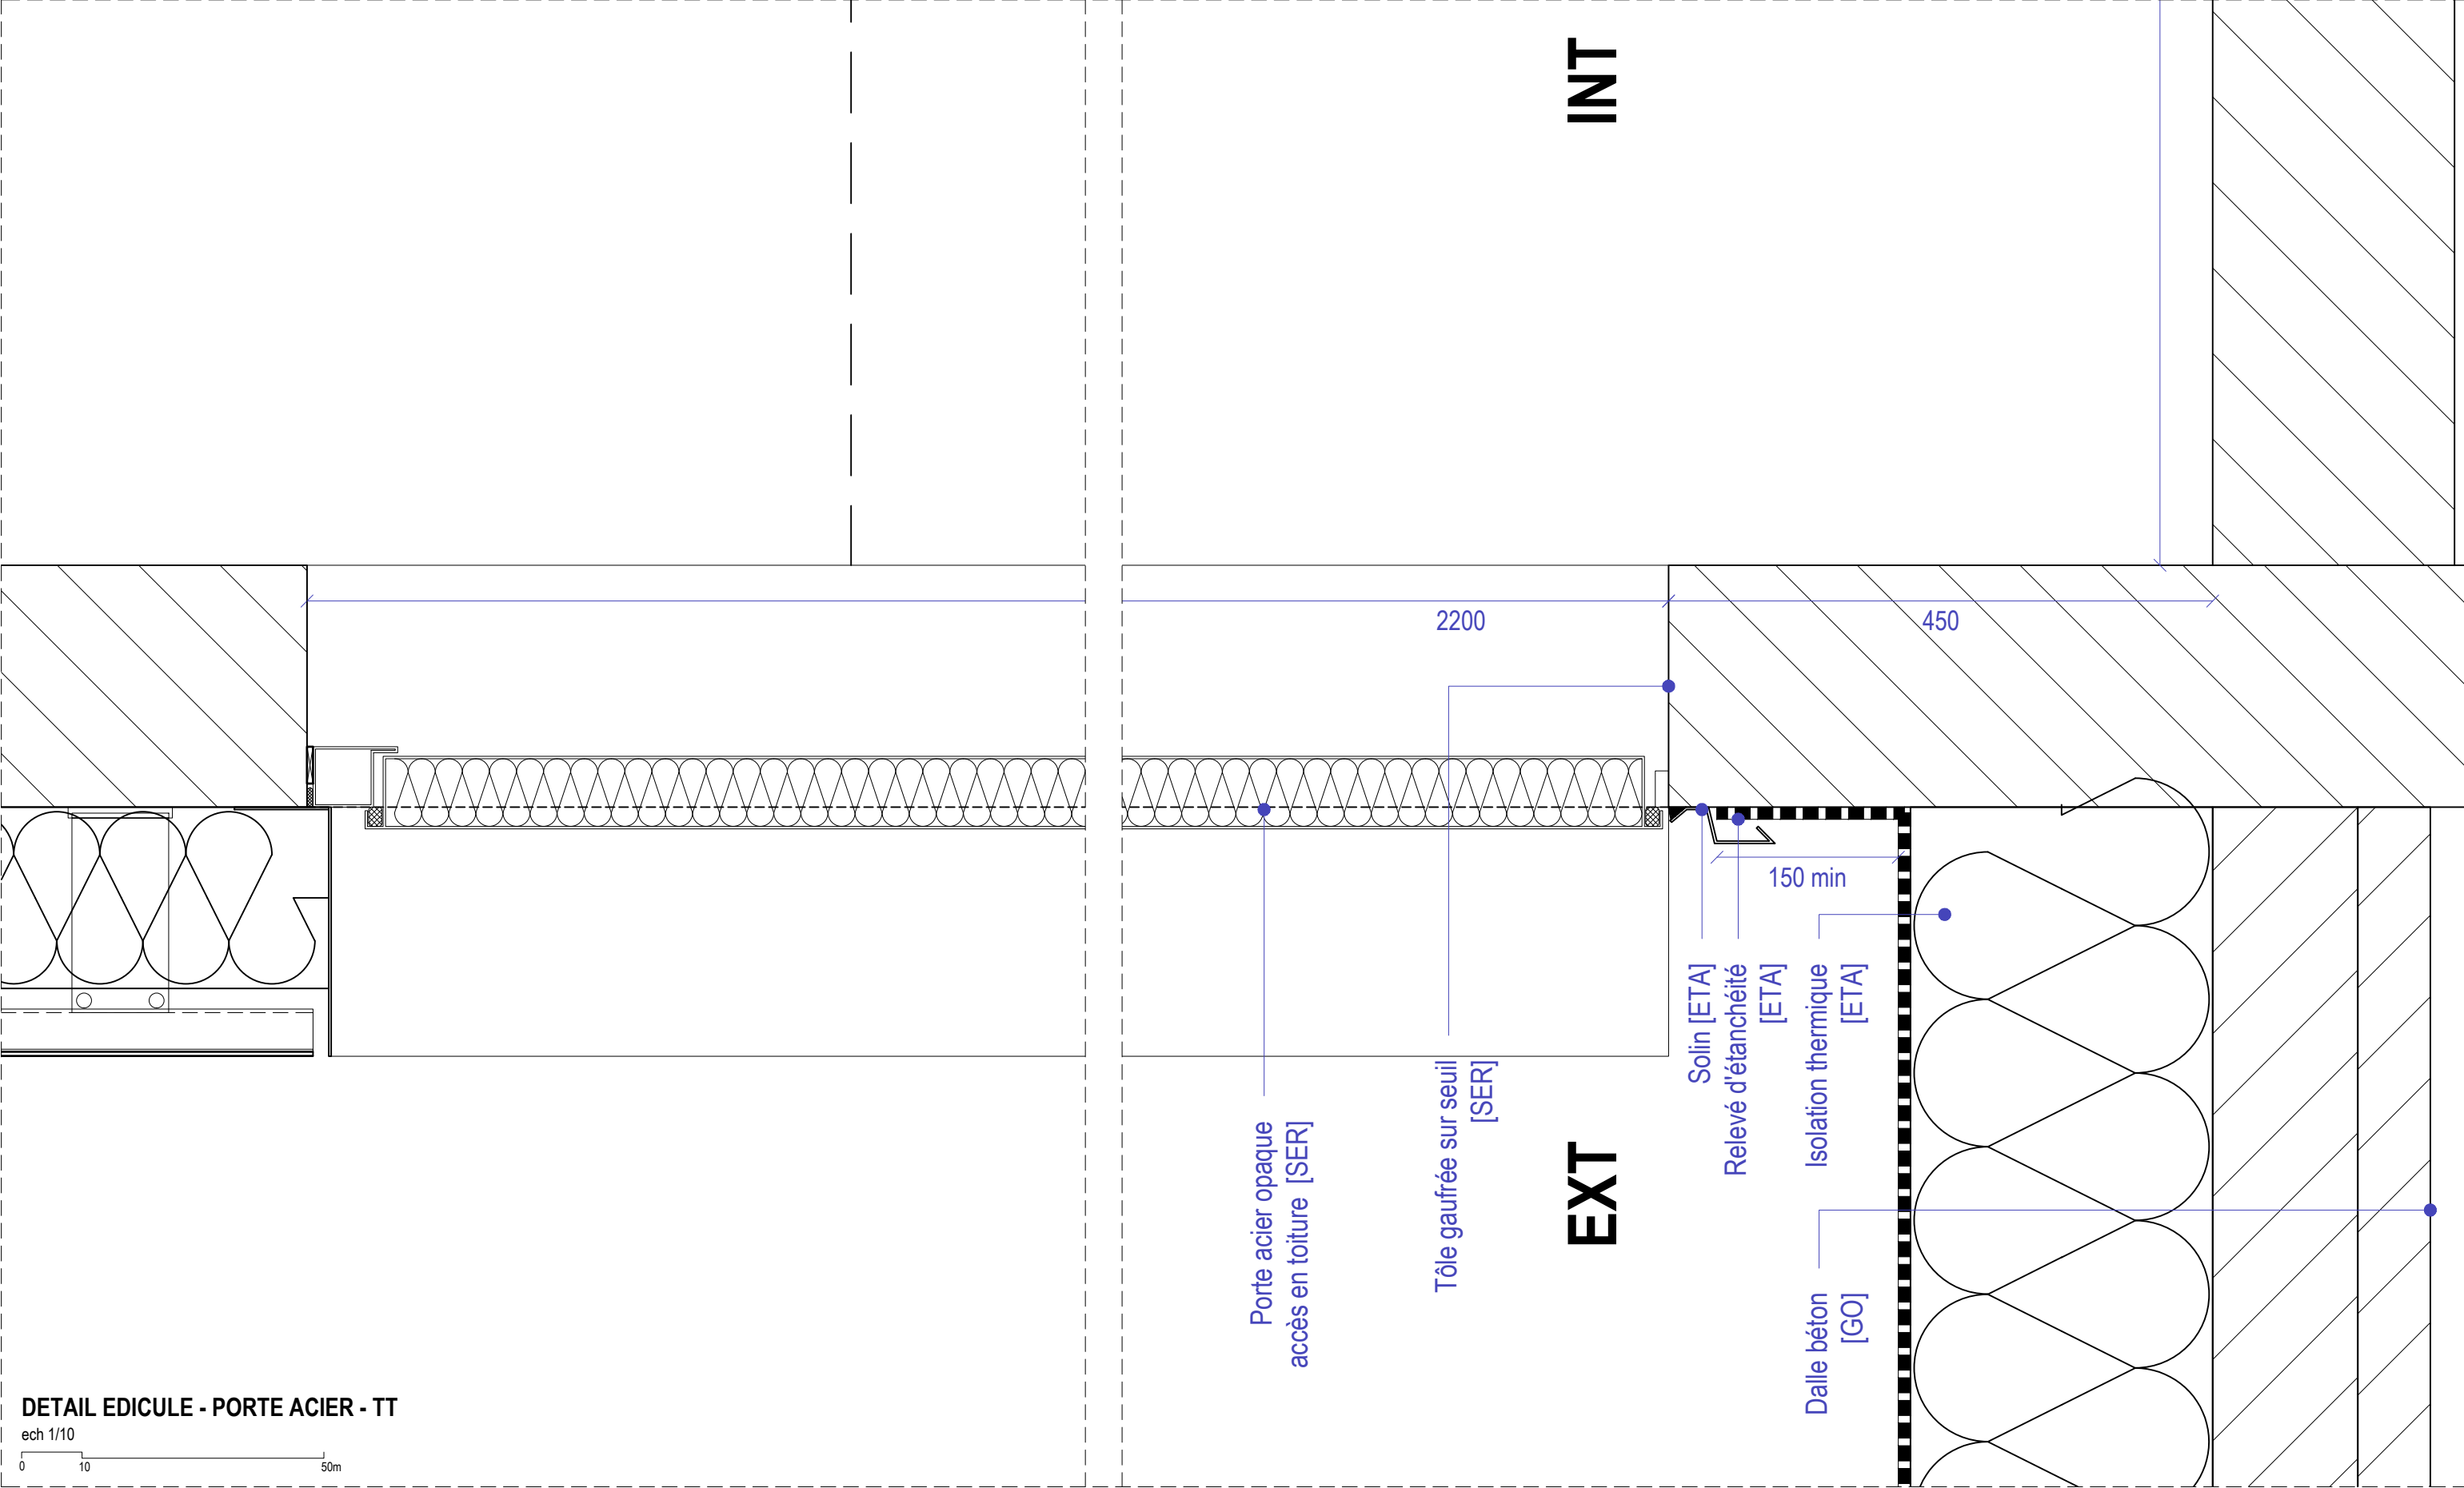 INT
2200
450
150 min
Solin [ETA]
Relevé d'étanchéité
[ETA]
Isolation thermique
[ETA]
Porte acier opaque
accès en toiture [SER]
Tôle gaufrée sur seuil
[SER]
EXT
Dalle béton
[GO]
DETAIL EDICULE - PORTE ACIER - TT
ech 1/10
0 10 50m